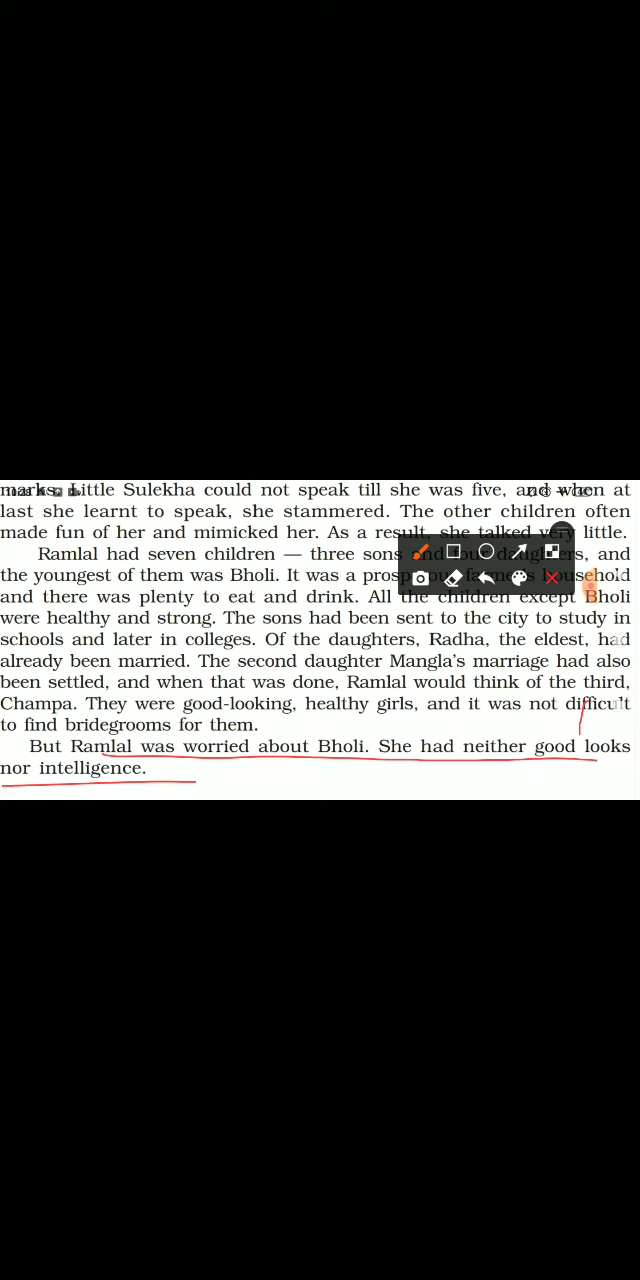 marks. Little Sulekha could not speak till she was five, and when at
last she learnt to speak, she stammered. The other children often
made fun of her and mimicked her. As a result, she talked very little.
Ramlal had seven children — three sons and four daughters, and
the youngest of them was Bholi. It was a prosperous farmer's household
and there was plenty to eat and drink. All the children except Bholi
were healthy and strong. The sons had been sent to the city to study in
schools and later in colleges. Of the daughters, Radha, the eldest, had
already been married. The second daughter Mangla's marriage had also
been settled, and when that was done, Ramlal would think of the third,
Champa. They were good-looking, healthy girls, and it was not difficult
to find bridegrooms for them.
But Ramlal was worried about Bholi. She had neither good looks
nor intelligence.